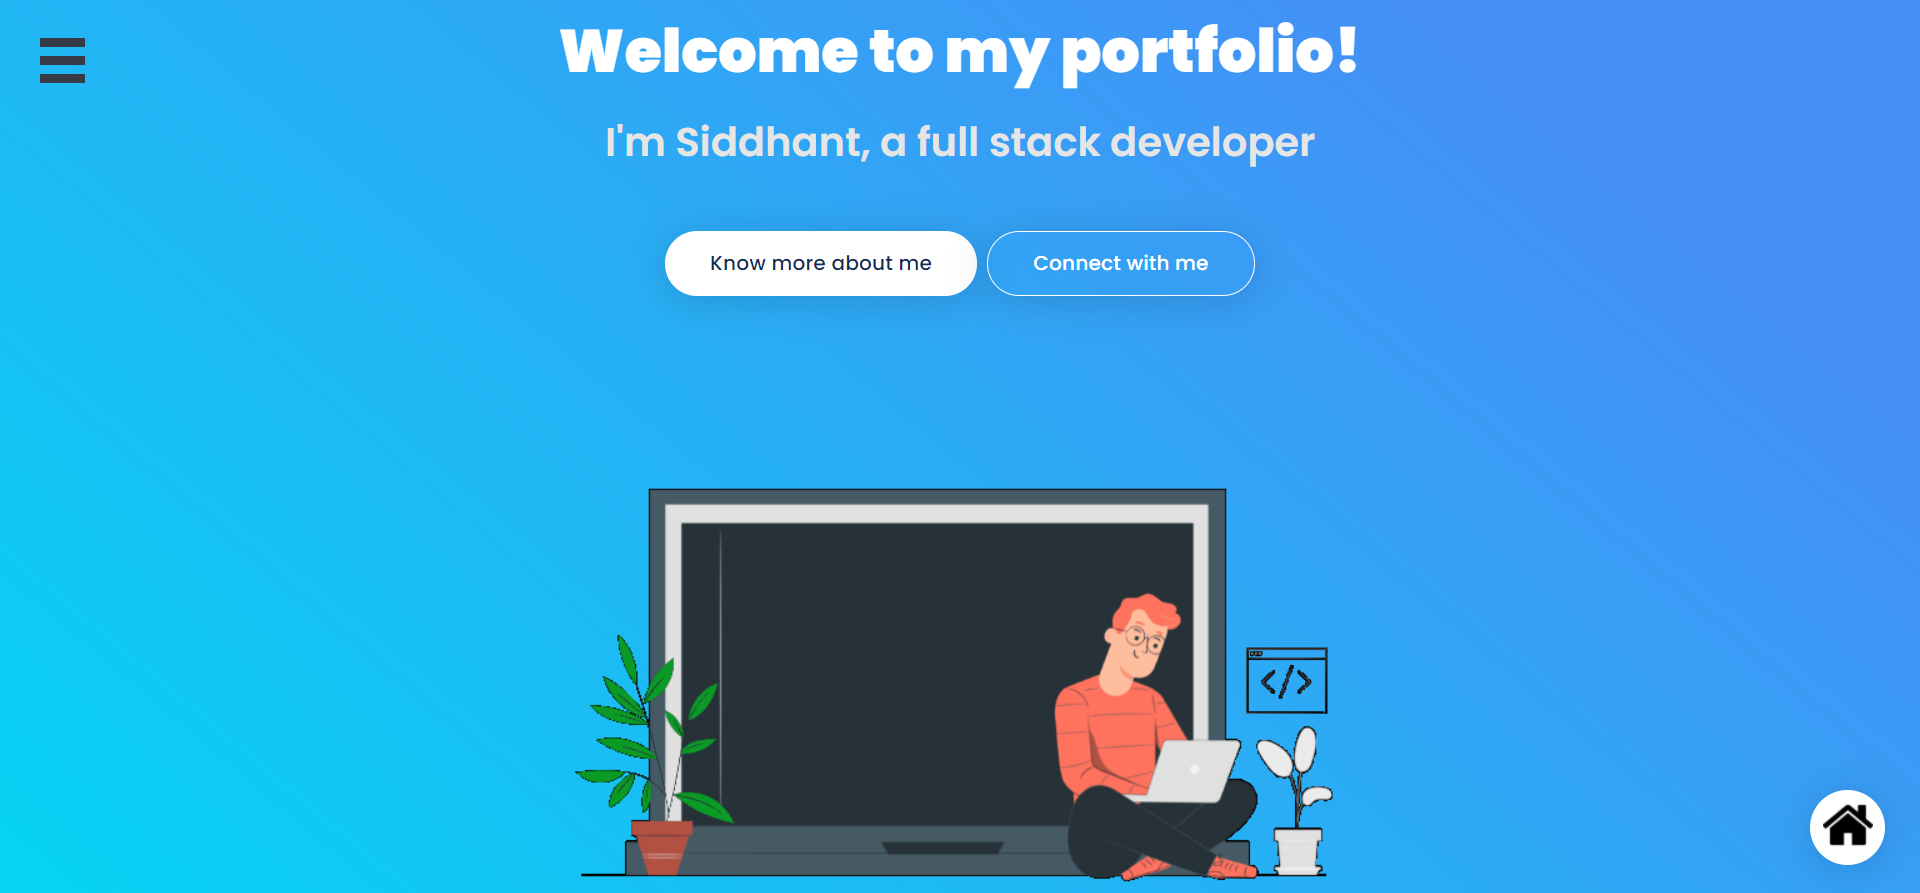 Welcome to my portfolio!
I'm Siddhant, a full stack developer
Know more about me
Connect with me
</>